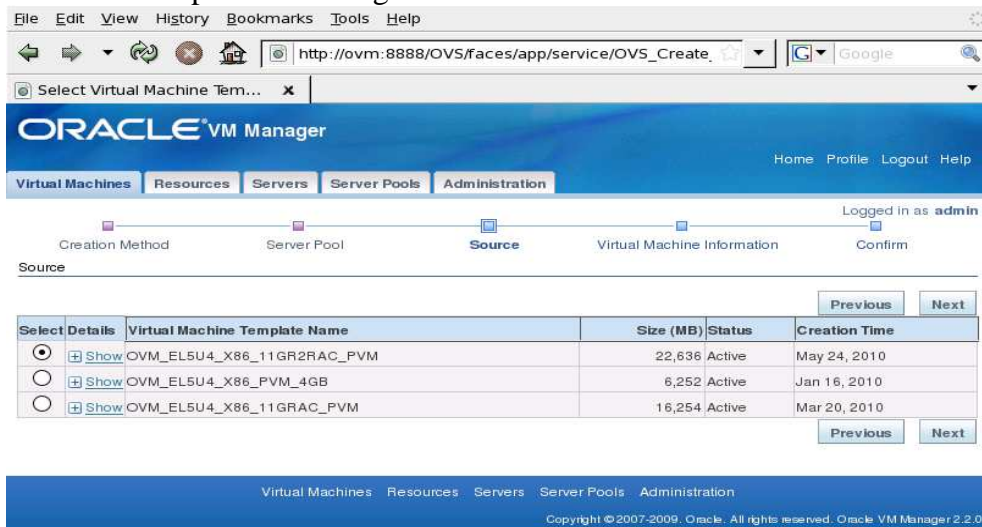 File Edit View History Bookmarks Tools Help
http://ovm:8888/OVS/faces/app/service/OVS_Create_ G Google
Select Virtual Machine Tem... x
ORACLE VM Manager
Home Profile Logout Help
Virtual Machines Resources Servers Server Pools Administration
Logged in as admin
Creation Method Server Pool Source Virtual Machine Information Confirm
Source
Previous Next
Select Details Virtual Machine Template Name Size (MB) Status Creation Time
Show OVM_EL5U4_X86_11GR2RAC_PVM 22,636 Active May 24, 2010
Show OVM_EL5U4_X86_PVM_4GB 6,252 Active Jan 16, 2010
Show OVM_EL5U4_X86_11GRAC_PVM 16,254 Active Mar 20, 2010
Previous Next
Virtual Machines Resources Servers Server Pools Administration
Copyright © 2007-2009. Oracle. All rights reserved. Oracle VM Manager 2.2.0